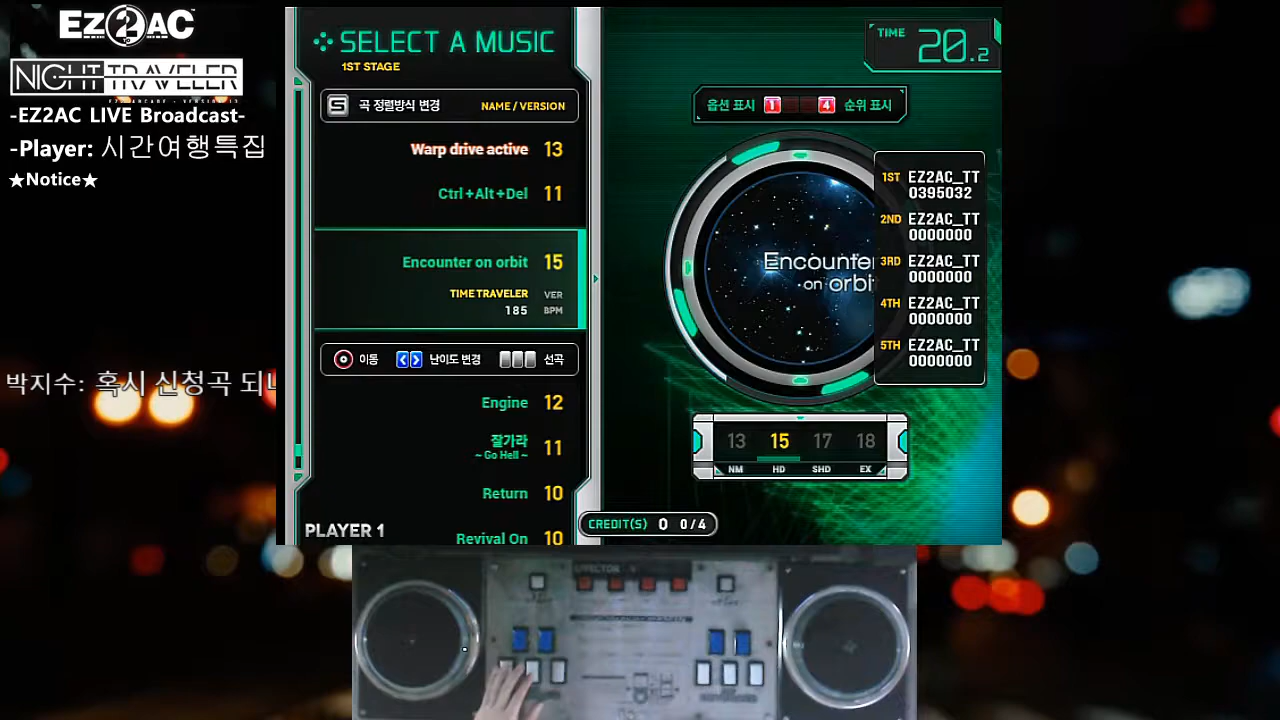 EZ2AC
NIGHT TRAVELER
-EZ2AC LIVE Broadcast-
-Player: 시간여행특집
★Notice★
박지수: 혹시 신청곡 되나
SELECT A MUSIC
1ST STAGE
S 곡 정렬방식 변경 NAME / VERSION
Warp drive active 13
Ctrl+Alt+Del 11
Encounter on orbit 15
TIME TRAVELER VER
185 BPM
이동 난이도 변경 선곡
Engine 12
잘가라 11
~ Go Hell ~
Return 10
Revival On 10
PLAYER 1
TIME 20.2
옵션 표시 1 4 순위 표시
Encounter
on orbit
1ST EZ2AC_TT
0395032
2ND EZ2AC_TT
0000000
3RD EZ2AC_TT
0000000
4TH EZ2AC_TT
0000000
5TH EZ2AC_TT
0000000
13 15 17 18
NM HD SHD EX
CREDIT(S) 0 0/4